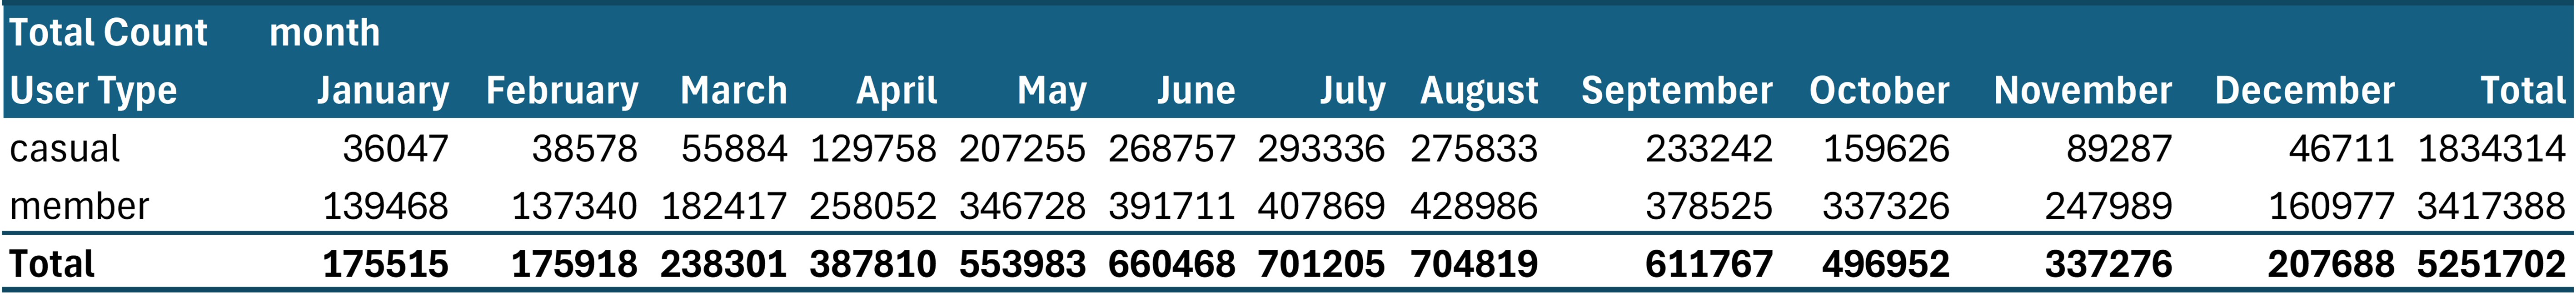 Total Count month
User Type January February March April May June July August September October November December Total
casual 36047 38578 55884 129758 207255 268757 293336 275833 233242 159626 89287 46711 1834314
member 139468 137340 182417 258052 346728 391711 407869 428986 378525 337326 247989 160977 3417388
Total 175515 175918 238301 387810 553983 660468 701205 704819 611767 496952 337276 207688 5251702